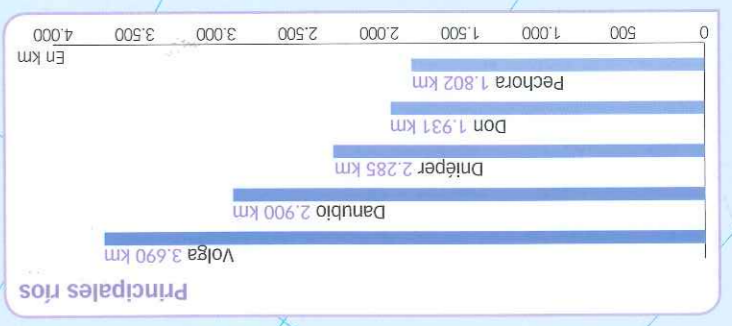 Principales ríos
Volga 3.690 km
Danubio 2.900 km
Dniéper 2.285 km
Don 1.931 km
Pechora 1.802 km
En km
0 500 1.000 1.500 2.000 2.500 3.000 3.500 4.000